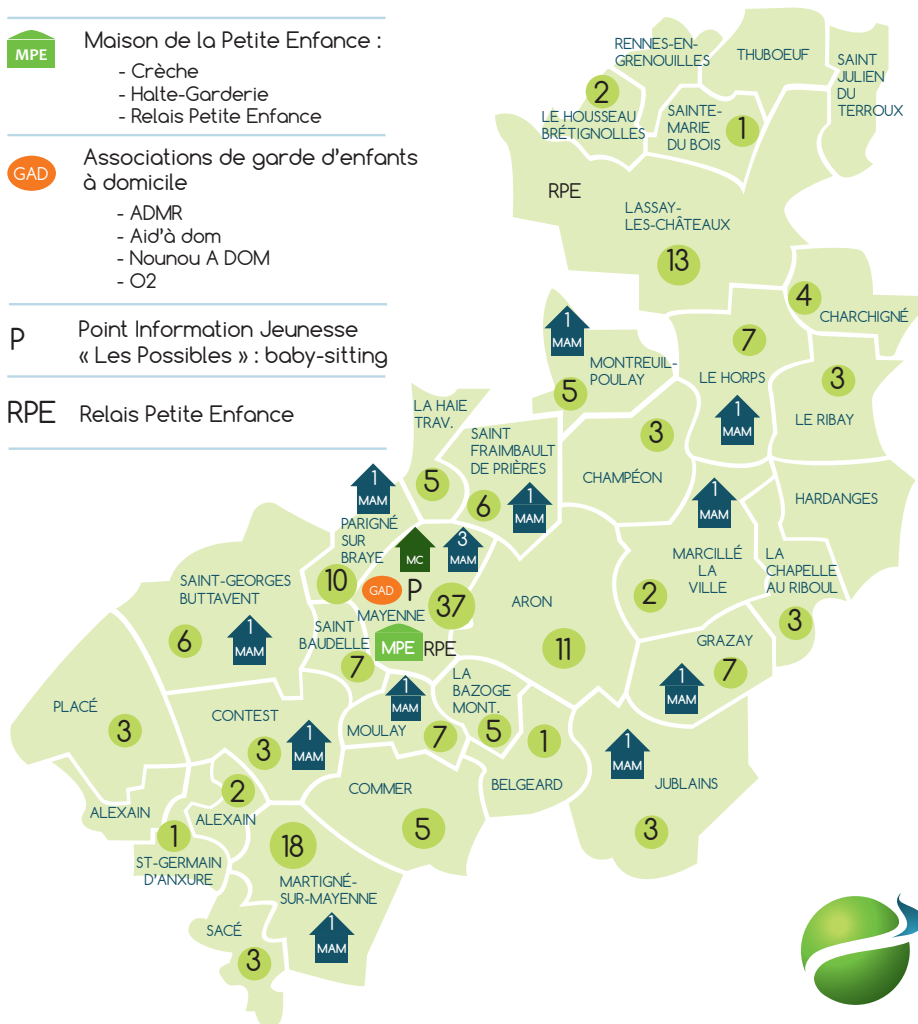 MPE
Maison de la Petite Enfance :
- Crèche
- Halte-Garderie
- Relais Petite Enfance
GAD
Associations de garde d'enfants
à domicile
- ADMR
- Aid'à dom
- Nounou A DOM
- O2
P
Point Information Jeunesse
« Les Possibles » : baby-sitting
RPE
Relais Petite Enfance
RENNES-EN-
GRENOUILLES
THUBOEUF
SAINT
JULIEN
DU
TERROUX
2
LE HOUSSEAU
BRÉTIGNOLLES
SAINTE-
MARIE
DU BOIS
1
RPE
LASSAY-
LES-CHÂTEAUX
13
4
CHARCHIGNÉ
1
MAM
MONTREUIL-
POULAY
5
7
LE HORPS
1
MAM
3
LE RIBAY
LA HAIE
TRAV.
5
SAINT
FRAIMBAULT
DE PRIÈRES
6
1
MAM
3
CHAMPÉON
1
MAM
HARDANGES
1
MAM
PARIGNÉ
SUR
BRAYE
10
MC
3
MAM
GAD
P
37
MAYENNE
MPE
RPE
ARON
11
MARCILLÉ
LA
VILLE
2
LA
CHAPELLE
AU RIBOUL
3
SAINT-GEORGES
BUTTAVENT
6
1
MAM
SAINT
BAUDELLE
7
GRAZAY
7
1
MAM
PLACÉ
3
CONTEST
3
1
MAM
1
MAM
MOULAY
7
LA
BAZOGE
MONT.
5
1
BELGEARD
1
MAM
JUBLAINS
3
ALEXAIN
2
ALEXAIN
1
ST-GERMAIN
D'ANXURE
COMMER
5
18
MARTIGNÉ-
SUR-MAYENNE
1
MAM
SACÉ
3